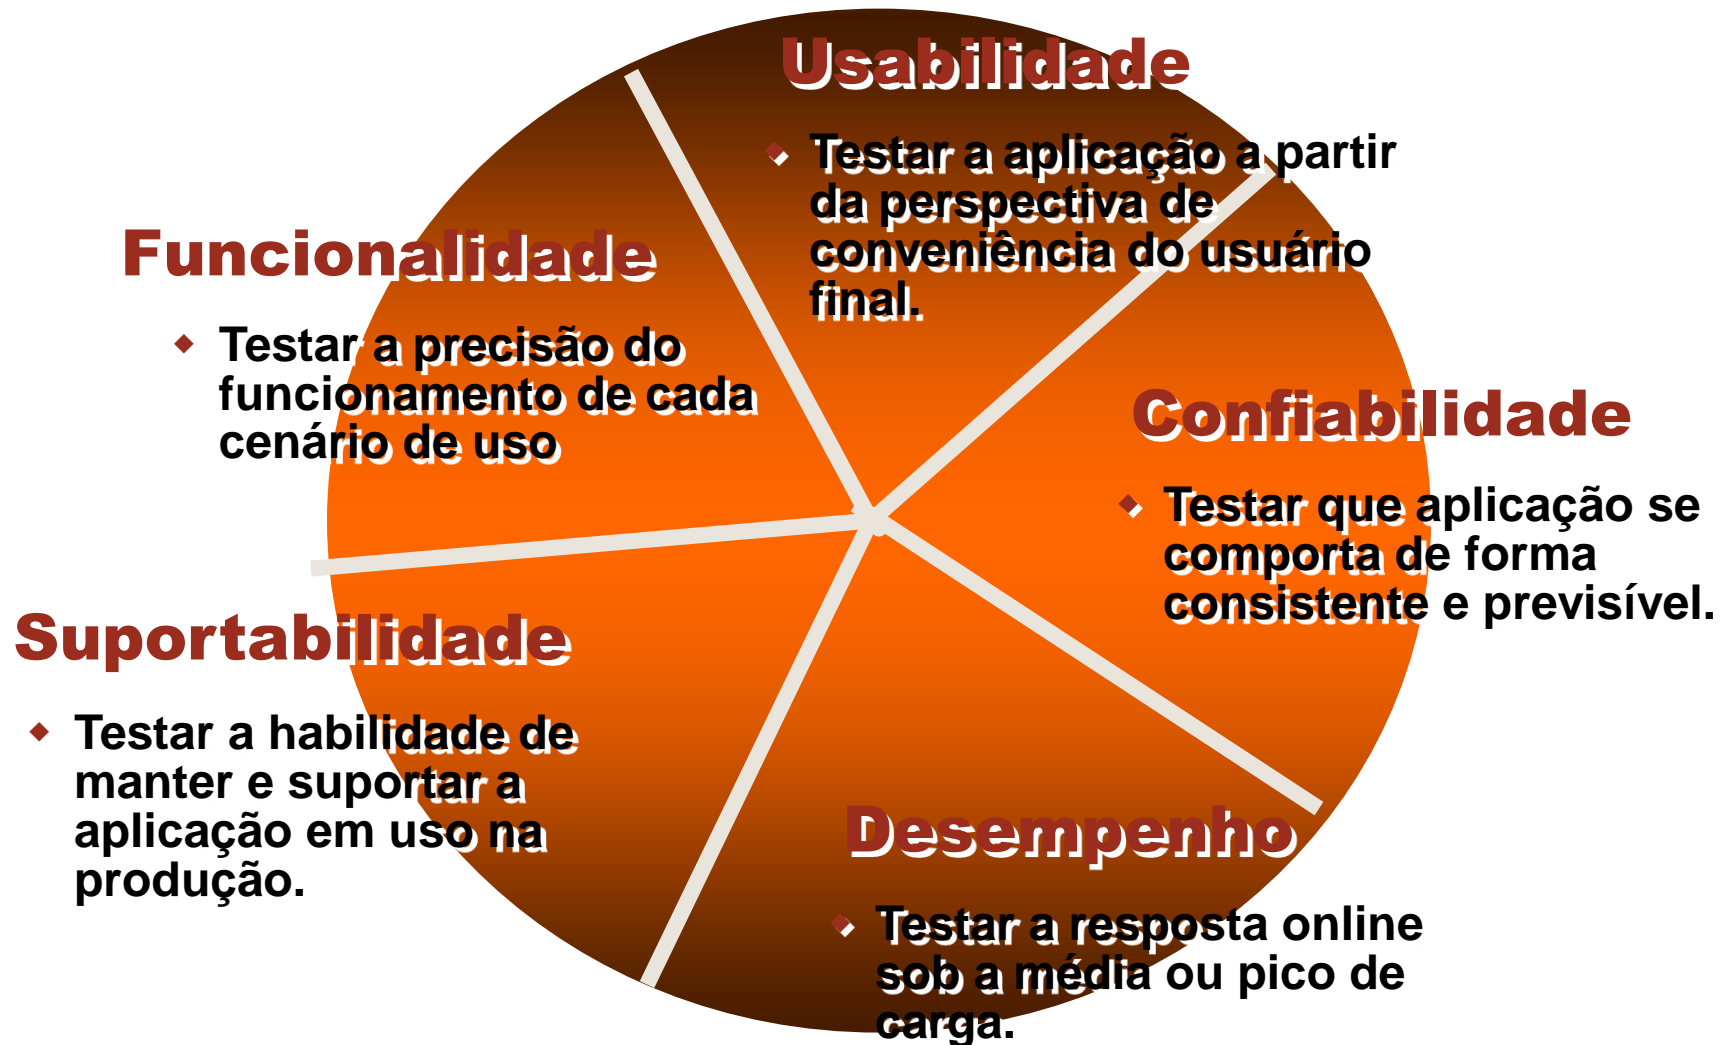 Usabilidade
Testar a aplicação a partir
da perspectiva de
conveniência do usuário
final.
Funcionalidade
Testar a precisão do
funcionamento de cada
cenário de uso
Confiabilidade
Testar que aplicação se
comporta de forma
consistente e previsível.
Suportabilidade
Testar a habilidade de
manter e suportar a
aplicação em uso na
produção.
Desempenho
Testar a resposta online
sob a média ou pico de
carga.